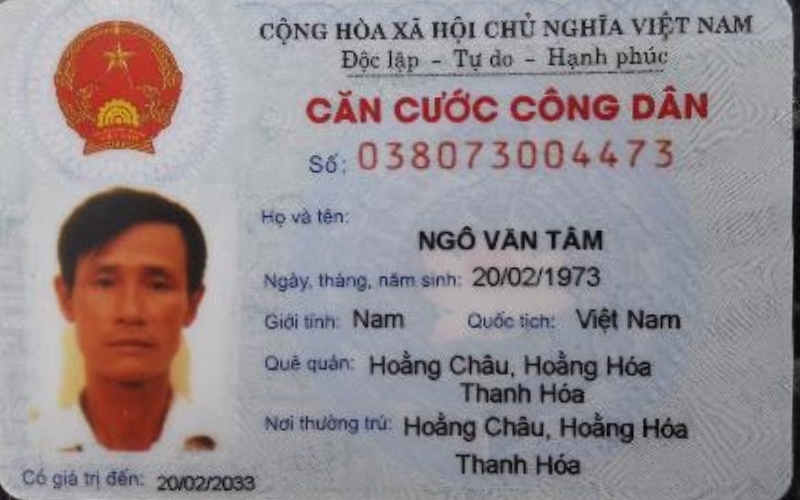 CỘNG HÒA XÃ HỘI CHỦ NGHĨA VIỆT NAM
Độc lập - Tự do - Hạnh phúc
CĂN CƯỚC CÔNG DÂN
Số: 038073004473
Họ và tên:
NGÔ VĂN TÂM
Ngày, tháng, năm sinh: 20/02/1973
Giới tính: Nam Quốc tịch: Việt Nam
Quê quán: Hoằng Châu, Hoằng Hóa
Thanh Hóa
Nơi thường trú: Hoằng Châu, Hoằng Hóa
Thanh Hóa
Có giá trị đến: 20/02/2033